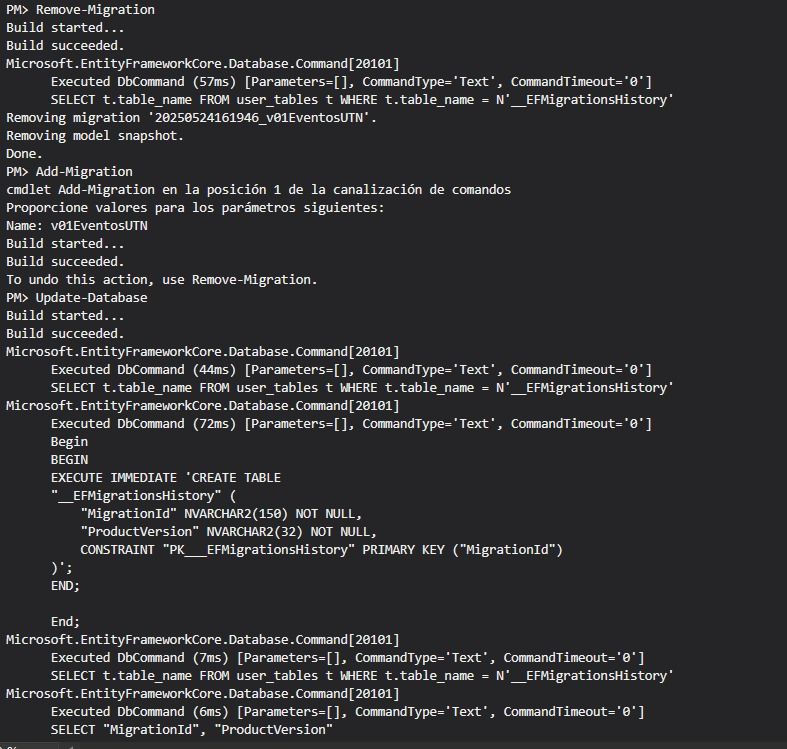 PM> Remove-Migration
Build started...
Build succeeded.
Microsoft.EntityFrameworkCore.Database.Command[20101]
      Executed DbCommand (57ms) [Parameters=[], CommandType='Text', CommandTimeout='0']
      SELECT t.table_name FROM user_tables t WHERE t.table_name = N'__EFMigrationsHistory'
Removing migration '20250524161946_v01EventosUTN'.
Removing model snapshot.
Done.
PM> Add-Migration
cmdlet Add-Migration en la posición 1 de la canalización de comandos
Proporcione valores para los parámetros siguientes:
Name: v01EventosUTN
Build started...
Build succeeded.
To undo this action, use Remove-Migration.
PM> Update-Database
Build started...
Build succeeded.
Microsoft.EntityFrameworkCore.Database.Command[20101]
      Executed DbCommand (44ms) [Parameters=[], CommandType='Text', CommandTimeout='0']
      SELECT t.table_name FROM user_tables t WHERE t.table_name = N'__EFMigrationsHistory'
Microsoft.EntityFrameworkCore.Database.Command[20101]
      Executed DbCommand (72ms) [Parameters=[], CommandType='Text', CommandTimeout='0']
      Begin
      BEGIN
      EXECUTE IMMEDIATE 'CREATE TABLE
      "__EFMigrationsHistory" (
          "MigrationId" NVARCHAR2(150) NOT NULL,
          "ProductVersion" NVARCHAR2(32) NOT NULL,
          CONSTRAINT "PK___EFMigrationsHistory" PRIMARY KEY ("MigrationId")
      )';
      END;

      End;
Microsoft.EntityFrameworkCore.Database.Command[20101]
      Executed DbCommand (7ms) [Parameters=[], CommandType='Text', CommandTimeout='0']
      SELECT t.table_name FROM user_tables t WHERE t.table_name = N'__EFMigrationsHistory'
Microsoft.EntityFrameworkCore.Database.Command[20101]
      Executed DbCommand (6ms) [Parameters=[], CommandType='Text', CommandTimeout='0']
      SELECT "MigrationId", "ProductVersion"